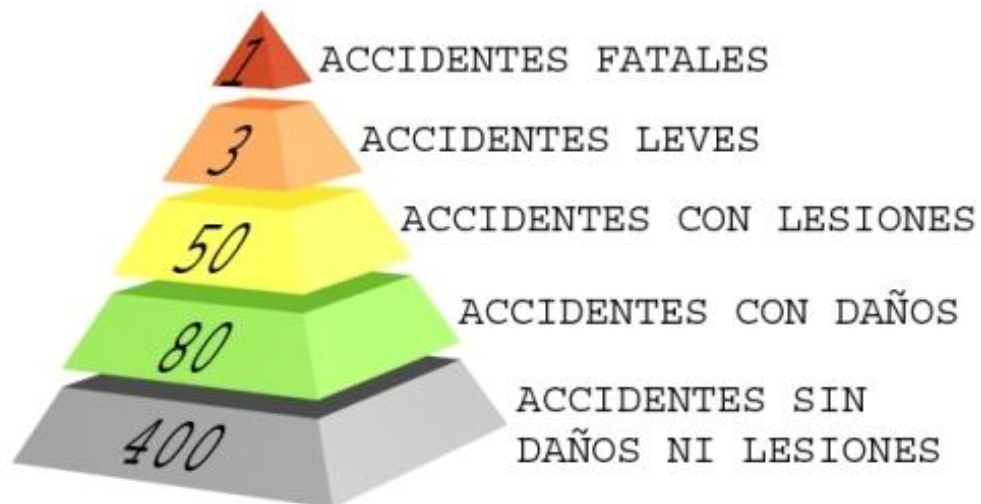 1 ACCIDENTES FATALES
3 ACCIDENTES LEVES
50 ACCIDENTES CON LESIONES
80 ACCIDENTES CON DAÑOS
400 ACCIDENTES SIN
DAÑOS NI LESIONES